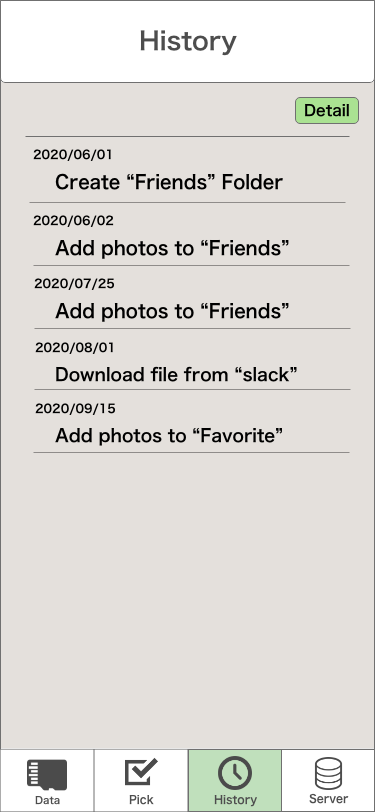 History
Detail
2020/06/01
Create “Friends” Folder
2020/06/02
Add photos to “Friends”
2020/07/25
Add photos to “Friends”
2020/08/01
Download file from “slack”
2020/09/15
Add photos to “Favorite”
Data
Pick
History
Server